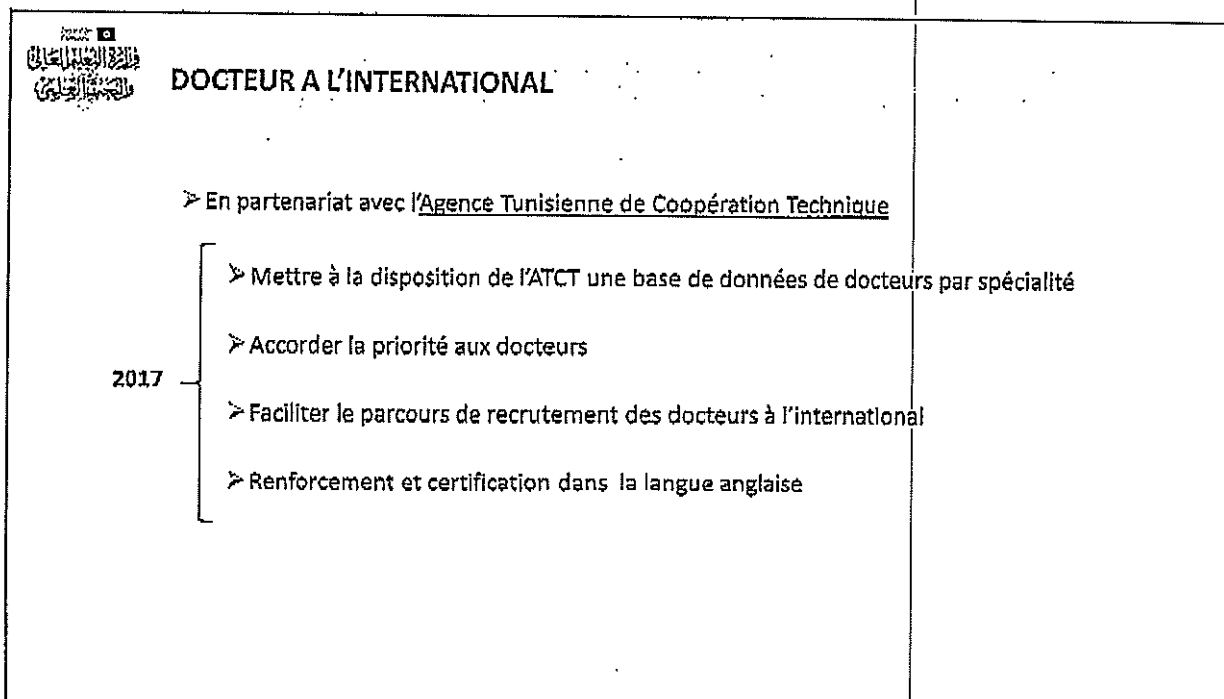 وزارة التعليم العالي
والبحث العلمي
DOCTEUR A L'INTERNATIONAL
➢ En partenariat avec l'Agence Tunisienne de Coopération Technique
➢ Mettre à la disposition de l'ATCT une base de données de docteurs par spécialité
➢ Accorder la priorité aux docteurs
2017
➢ Faciliter le parcours de recrutement des docteurs à l'international
➢ Renforcement et certification dans la langue anglaise